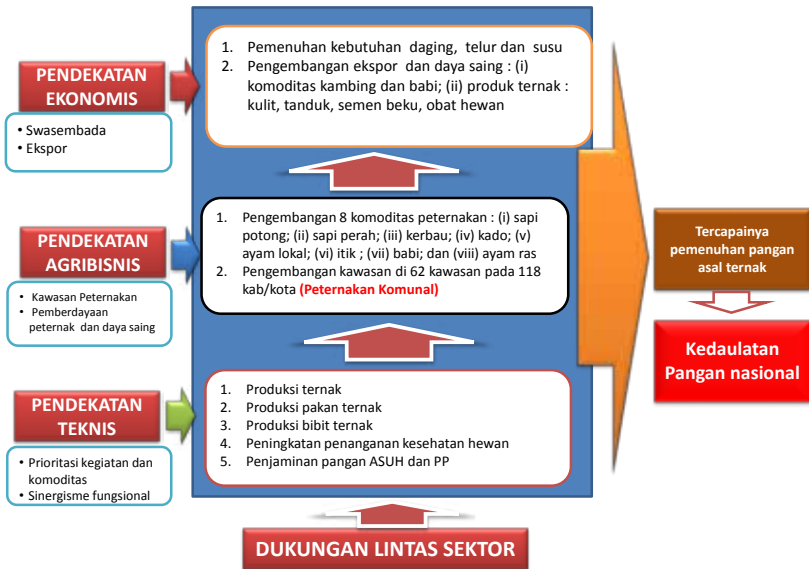 PENDEKATAN
EKONOMIS
• Swasembada
• Ekspor
1. Pemenuhan kebutuhan daging, telur dan susu
2. Pengembangan ekspor dan daya saing : (i)
komoditas kambing dan babi; (ii) produk ternak :
kulit, tanduk, semen beku, obat hewan
PENDEKATAN
AGRIBISNIS
• Kawasan Peternakan
• Pemberdayaan
peternak dan daya saing
1. Pengembangan 8 komoditas peternakan : (i) sapi
potong; (ii) sapi perah; (iii) kerbau; (iv) kado; (v)
ayam lokal; (vi) itik ; (vii) babi; dan (viii) ayam ras
2. Pengembangan kawasan di 62 kawasan pada 118
kab/kota (Peternakan Komunal)
PENDEKATAN
TEKNIS
• Prioritasi kegiatan dan
komoditas
• Sinergisme fungsional
1. Produksi ternak
2. Produksi pakan ternak
3. Produksi bibit ternak
4. Peningkatan penanganan kesehatan hewan
5. Penjaminan pangan ASUH dan PP
DUKUNGAN LINTAS SEKTOR
Tercapainya
pemenuhan pangan
asal ternak
Kedaulatan
Pangan nasional